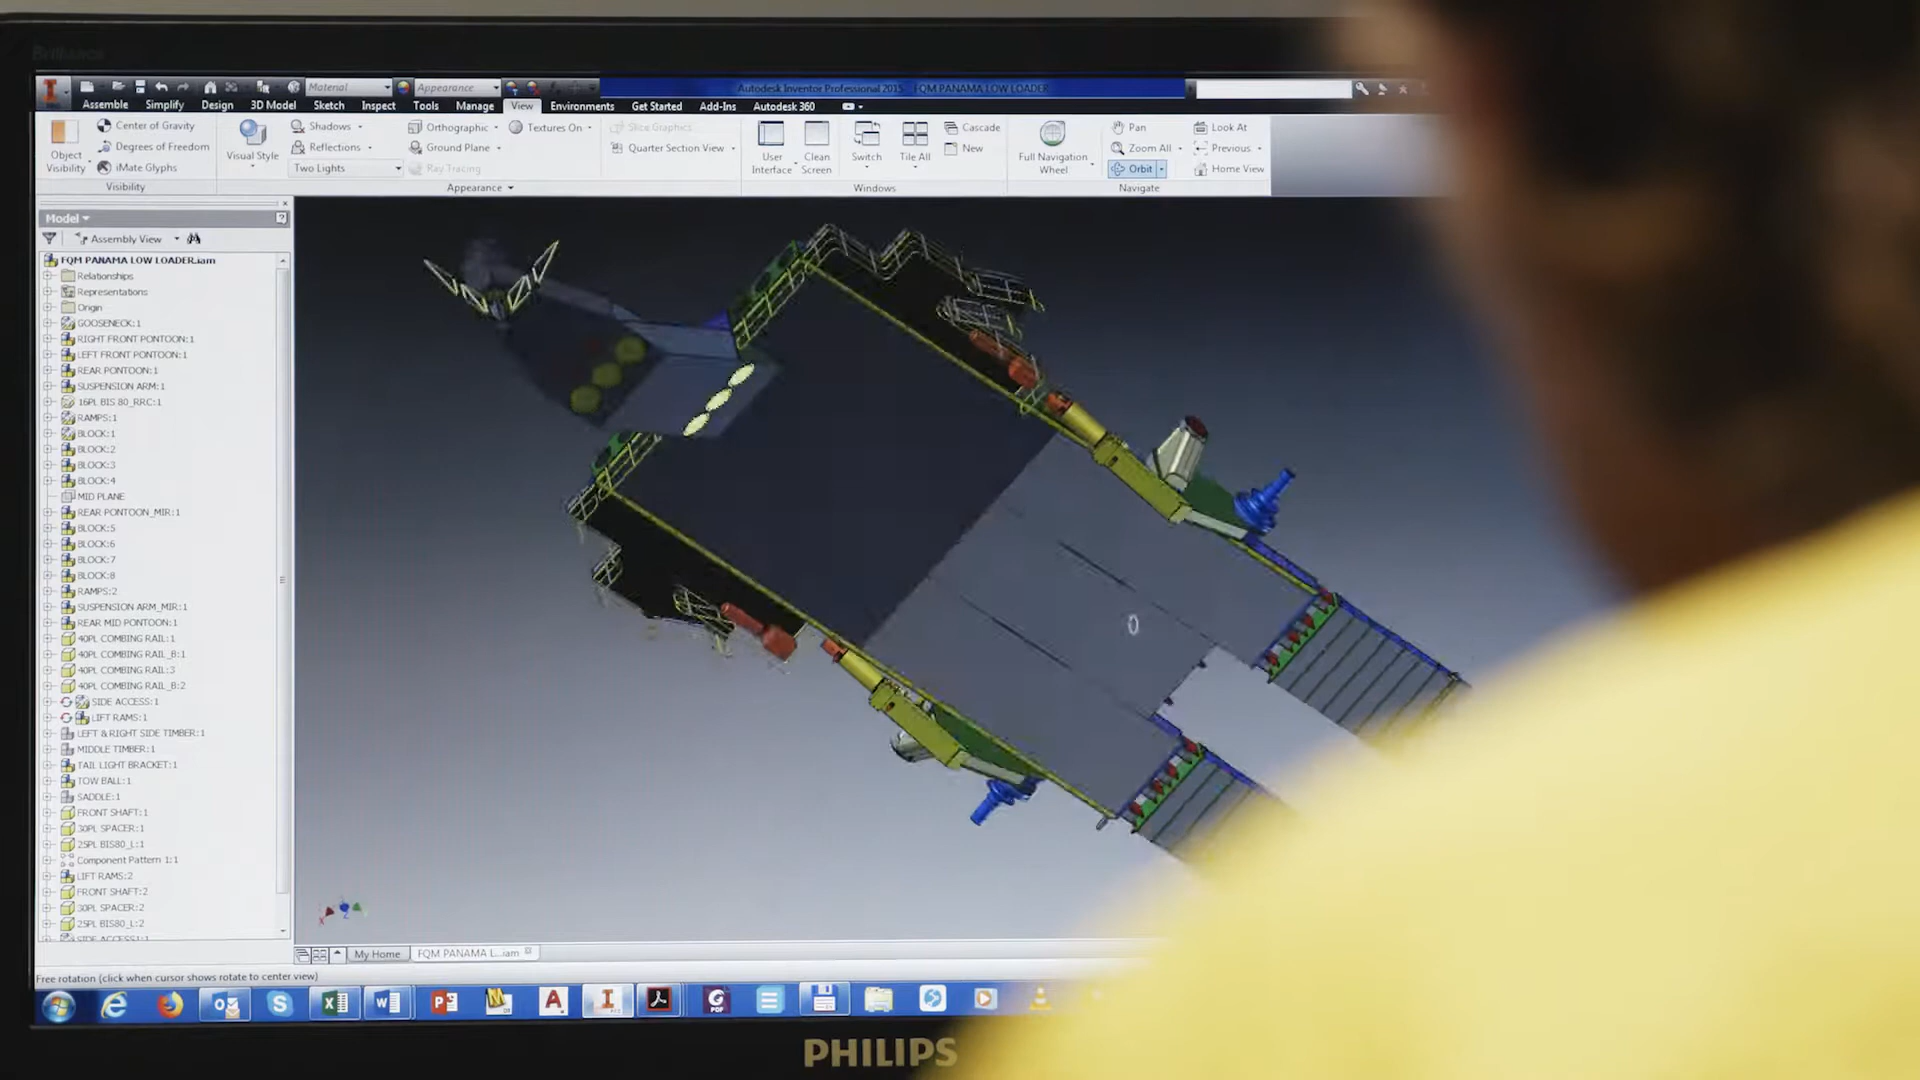 Brilliance
Material Appearance Autodesk Inventor Professional 2015 FQM PANAMA LOW LOADER
Assemble Simplify Design 3D Model Sketch Inspect Tools Manage View Environments Get Started Add-Ins Autodesk 360
Object Visibility
Center of Gravity
Degrees of Freedom
iMate Glyphs
Visibility
Visual Style
Shadows
Reflections
Two Lights
Orthographic
Ground Plane
Ray Tracing
Textures On
Appearance
Slice Graphics
Quarter Section View
User Interface
Clean Screen
Switch
Tile All
Cascade
New
Windows
Full Navigation Wheel
Pan
Zoom All
Orbit
Look At
Previous
Home View
Navigate
Model
Assembly View
FQM PANAMA LOW LOADER.iam
Relationships
Representations
Origin
GOOSENECK:1
RIGHT FRONT PONTOON:1
LEFT FRONT PONTOON:1
REAR PONTOON:1
SUSPENSION ARM:1
16PL BIS 80_RRC:1
RAMPS:1
BLOCK:1
BLOCK:2
BLOCK:3
BLOCK:4
MID PLANE
REAR PONTOON_MIR:1
BLOCK:5
BLOCK:6
BLOCK:7
BLOCK:8
RAMPS:2
SUSPENSION ARM_MIR:1
REAR MID PONTOON:1
40PL COMBING RAIL:1
40PL COMBING RAIL_B:1
40PL COMBING RAIL:3
40PL COMBING RAIL_B:2
SIDE ACCESS:1
LIFT RAMS:1
LEFT & RIGHT SIDE TIMBER:1
MIDDLE TIMBER:1
TAIL LIGHT BRACKET:1
TOW BALL:1
SADDLE:1
FRONT SHAFT:1
30PL SPACER:1
25PL BIS80_L:1
Component Pattern 1:1
LIFT RAMS:2
FRONT SHAFT:2
30PL SPACER:2
25PL BIS80_L:2
SIDE ACCESS:1
My Home FQM PANAMA L...iam
Free rotation (click when cursor shows rotate to center view)
PHILIPS